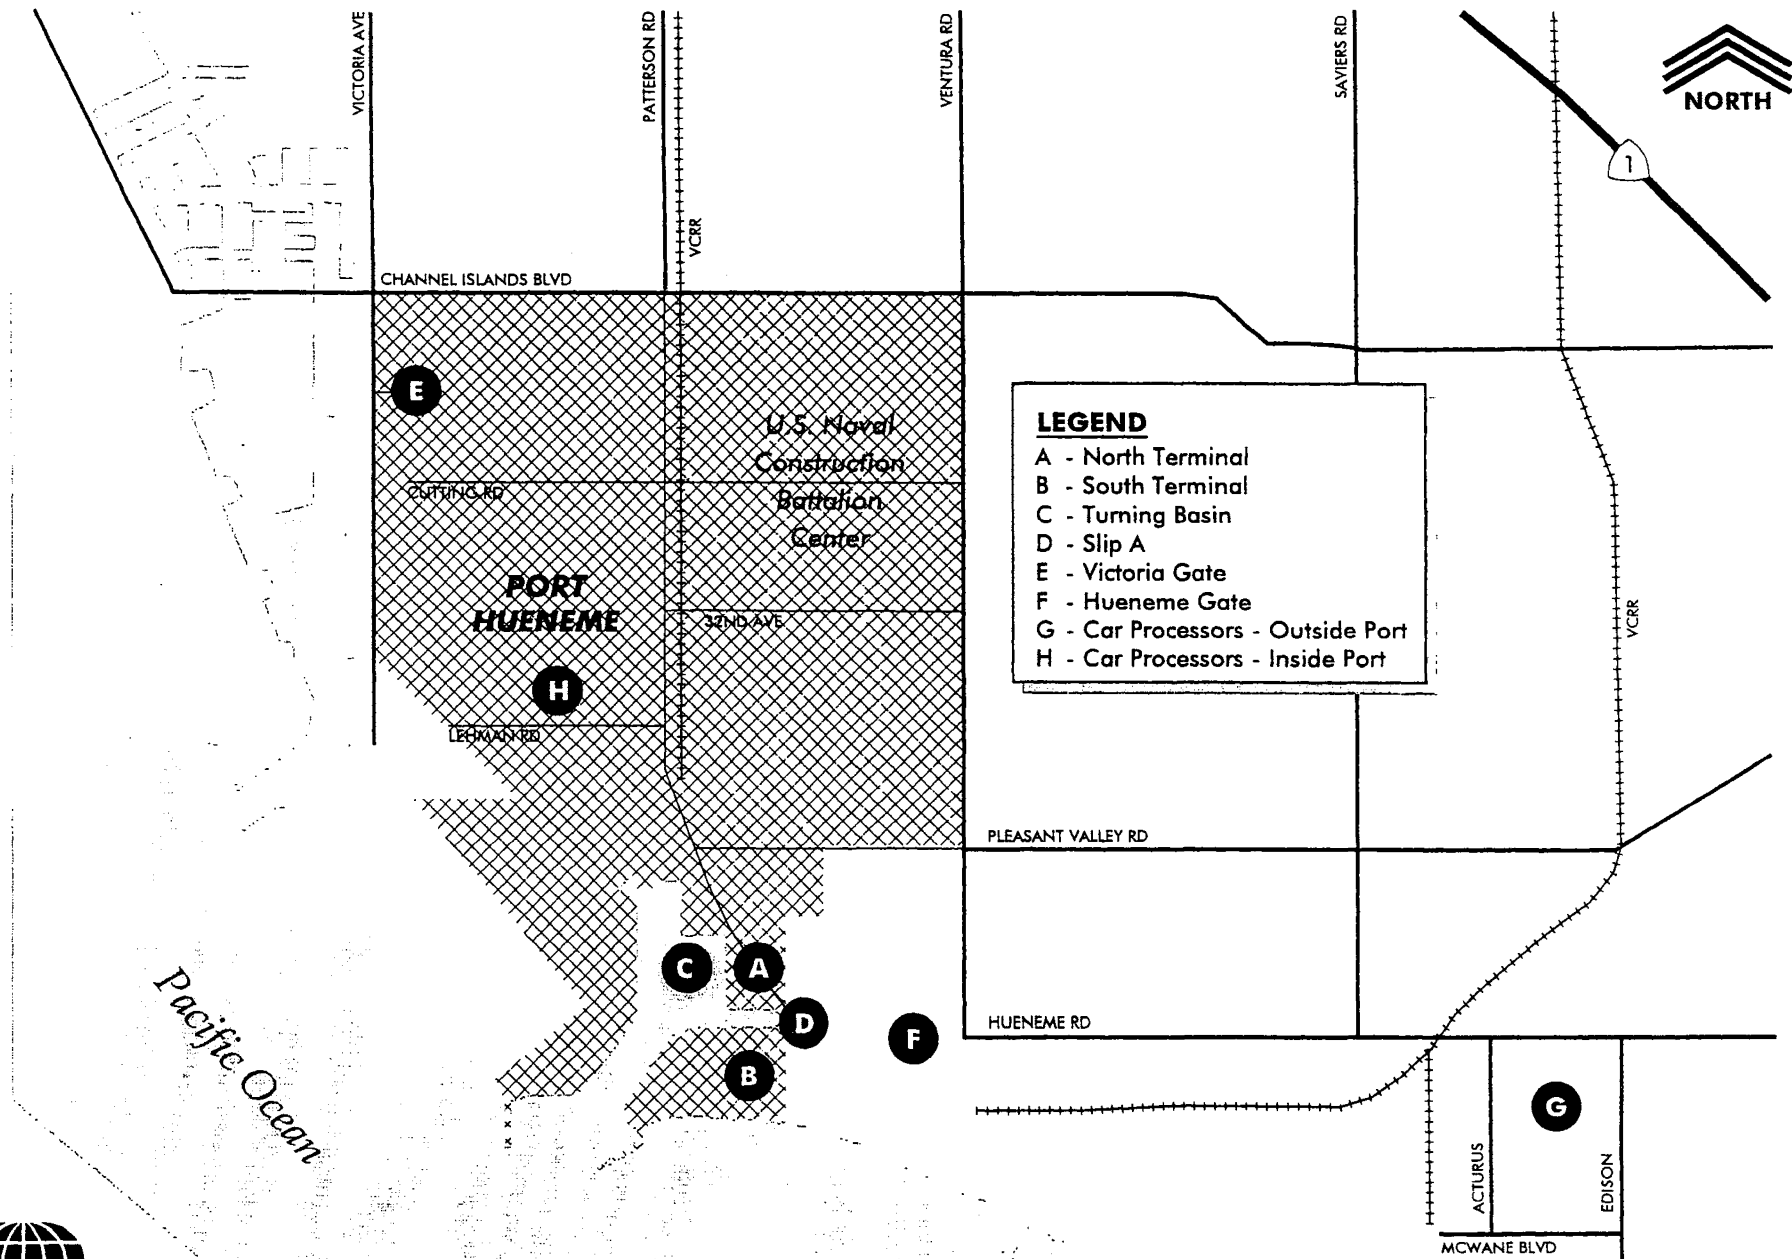 VICTORIA AVE
PATTERSON RD
VENTURA RD
SAVIERS RD
NORTH
1
VCRR
CHANNEL ISLANDS BLVD
E
U.S. Naval
Construction
Battalion
Center
CUTTING RD
PORT
HUENEME
32ND AVE
H
LEHMAN RD
LEGEND
A - North Terminal
B - South Terminal
C - Turning Basin
D - Slip A
E - Victoria Gate
F - Hueneme Gate
G - Car Processors - Outside Port
H - Car Processors - Inside Port
VCRR
PLEASANT VALLEY RD
C
A
D
F
B
HUENEME RD
Pacific Ocean
G
ACTURUS
EDISON
MCWANE BLVD